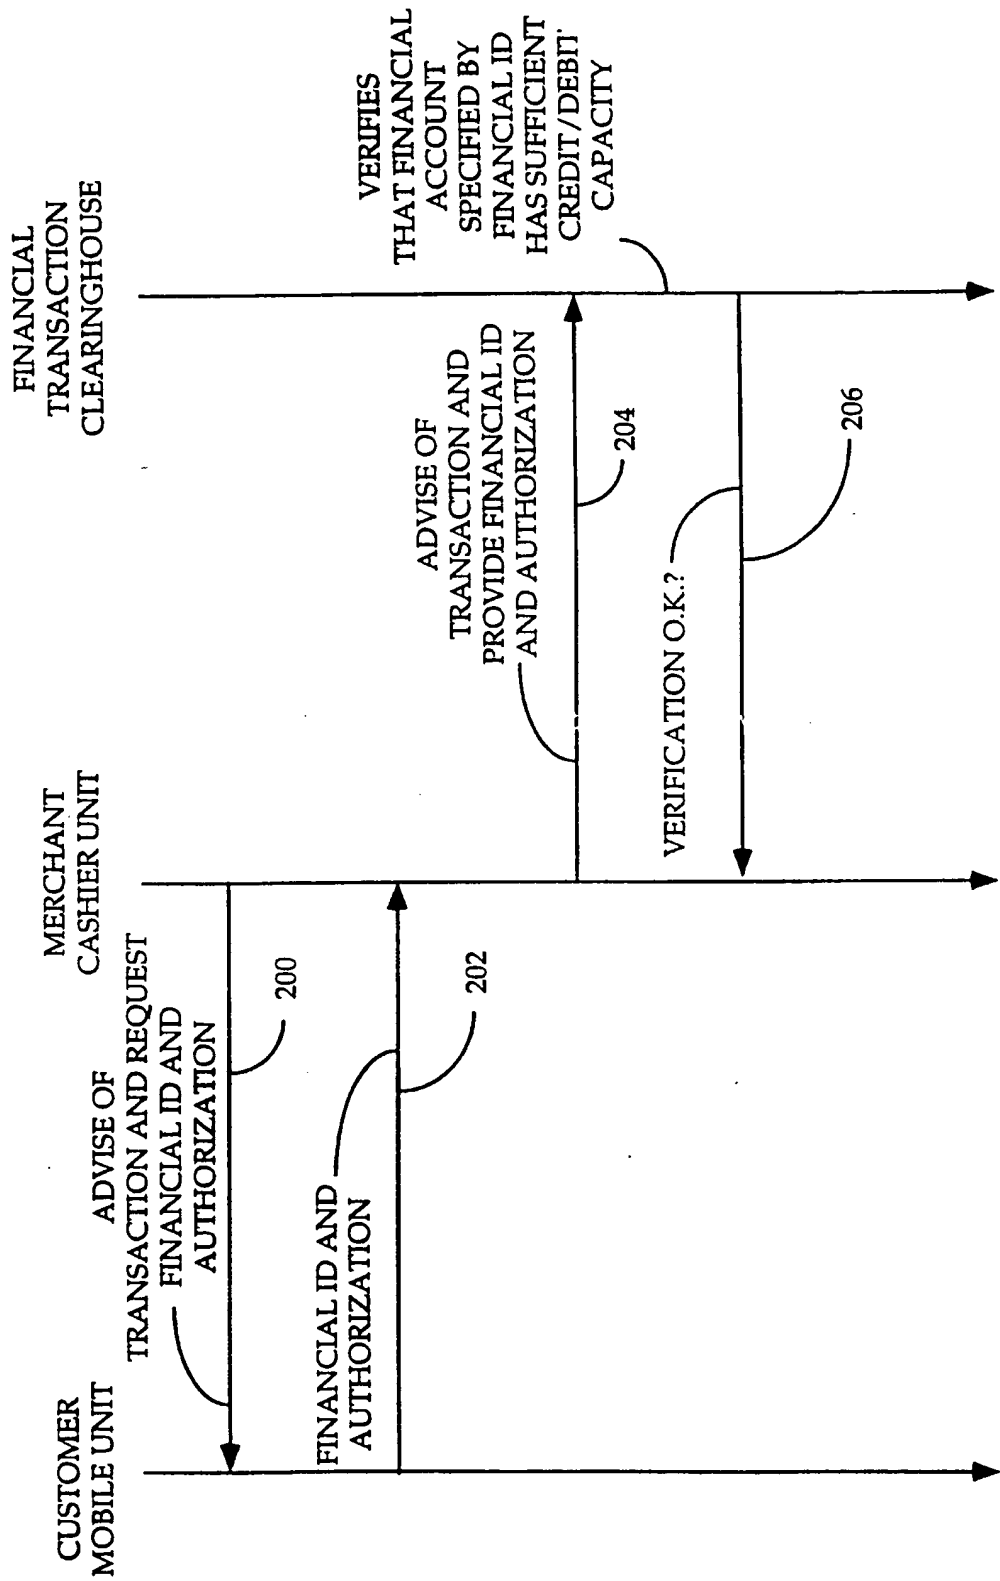 CUSTOMER
MOBILE UNIT
MERCHANT
CASHIER UNIT
FINANCIAL
TRANSACTION
CLEARINGHOUSE
ADVISE OF
TRANSACTION AND REQUEST
FINANCIAL ID AND
AUTHORIZATION
200
FINANCIAL ID AND
AUTHORIZATION
202
ADVISE OF
TRANSACTION AND
PROVIDE FINANCIAL ID
AND AUTHORIZATION
204
VERIFIES
THAT FINANCIAL
ACCOUNT
SPECIFIED BY
FINANCIAL ID
HAS SUFFICIENT
CREDIT/DEBIT
CAPACITY
VERIFICATION O.K.?
206